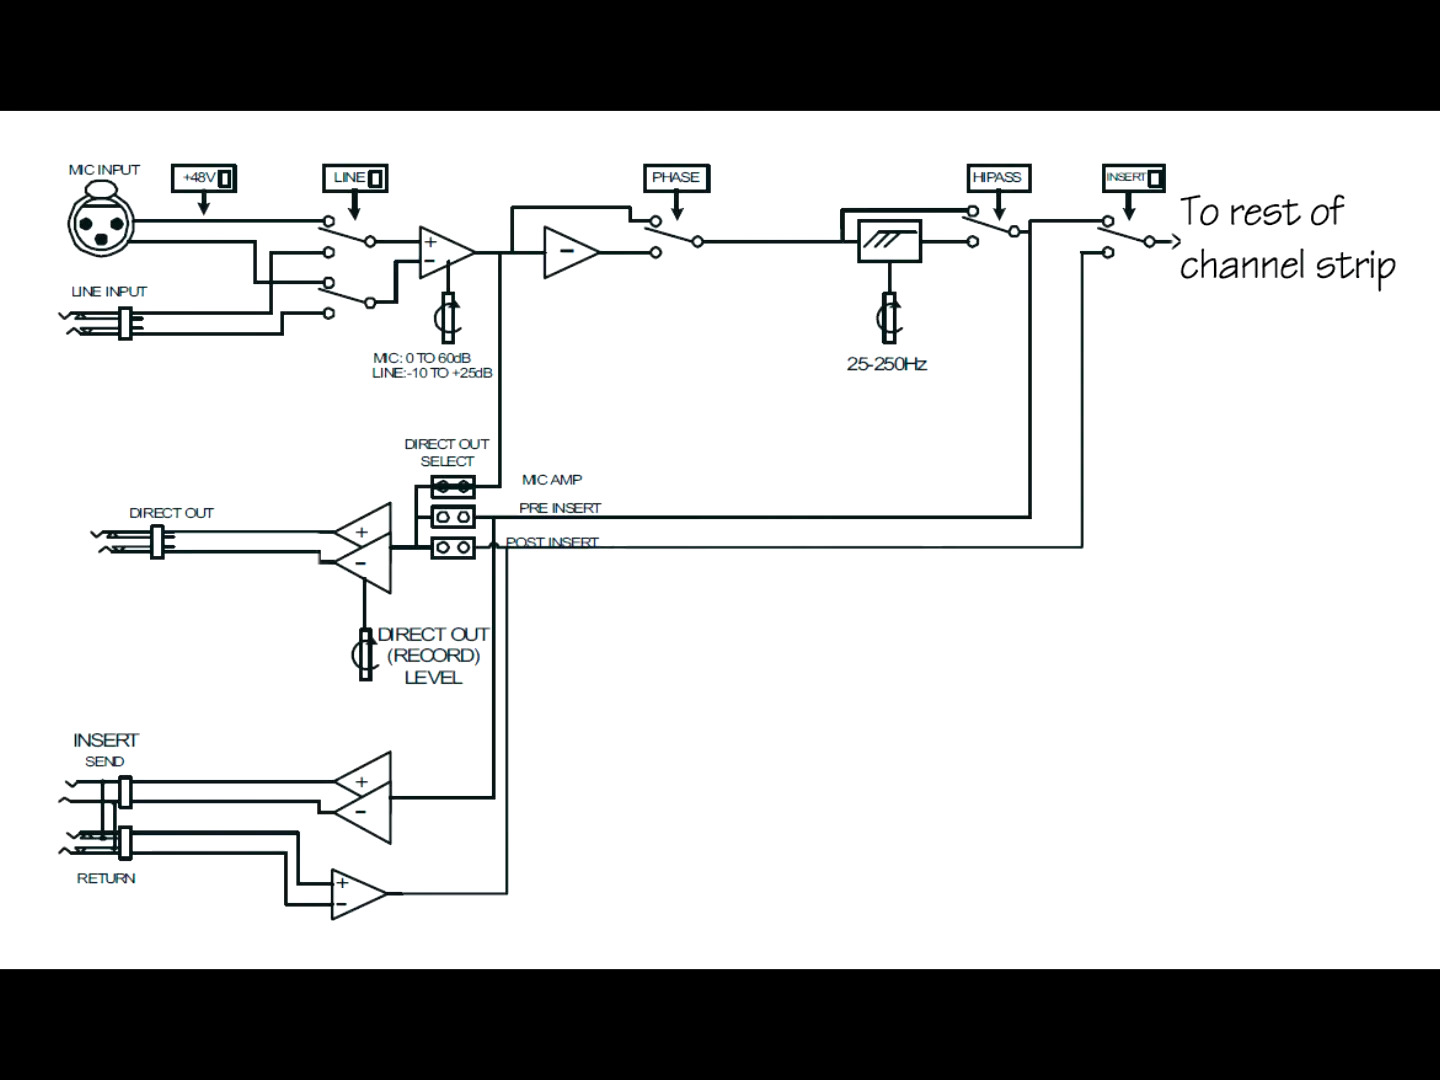 MIC INPUT
+48V
LINE
PHASE
HIPASS
INSERT
To rest of
channel strip
LINE INPUT
+
−
−
MIC: 0 TO 60dB
LINE:-10 TO +25dB
25-250Hz
DIRECT OUT
SELECT
MIC AMP
PRE INSERT
POST INSERT
DIRECT OUT
+
−
DIRECT OUT
(RECORD)
LEVEL
INSERT
SEND
+
−
RETURN
+
−